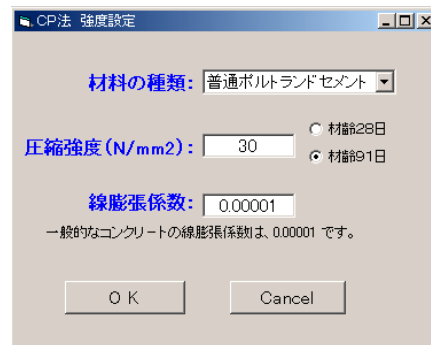 CP法 強度設定
材料の種類: 普通ポルトランドセメント
圧縮強度(N/mm2): 30
材齢28日
材齢91日
線膨張係数: 0.00001
一般的なコンクリートの線膨張係数は、0.00001 です。
OK Cancel